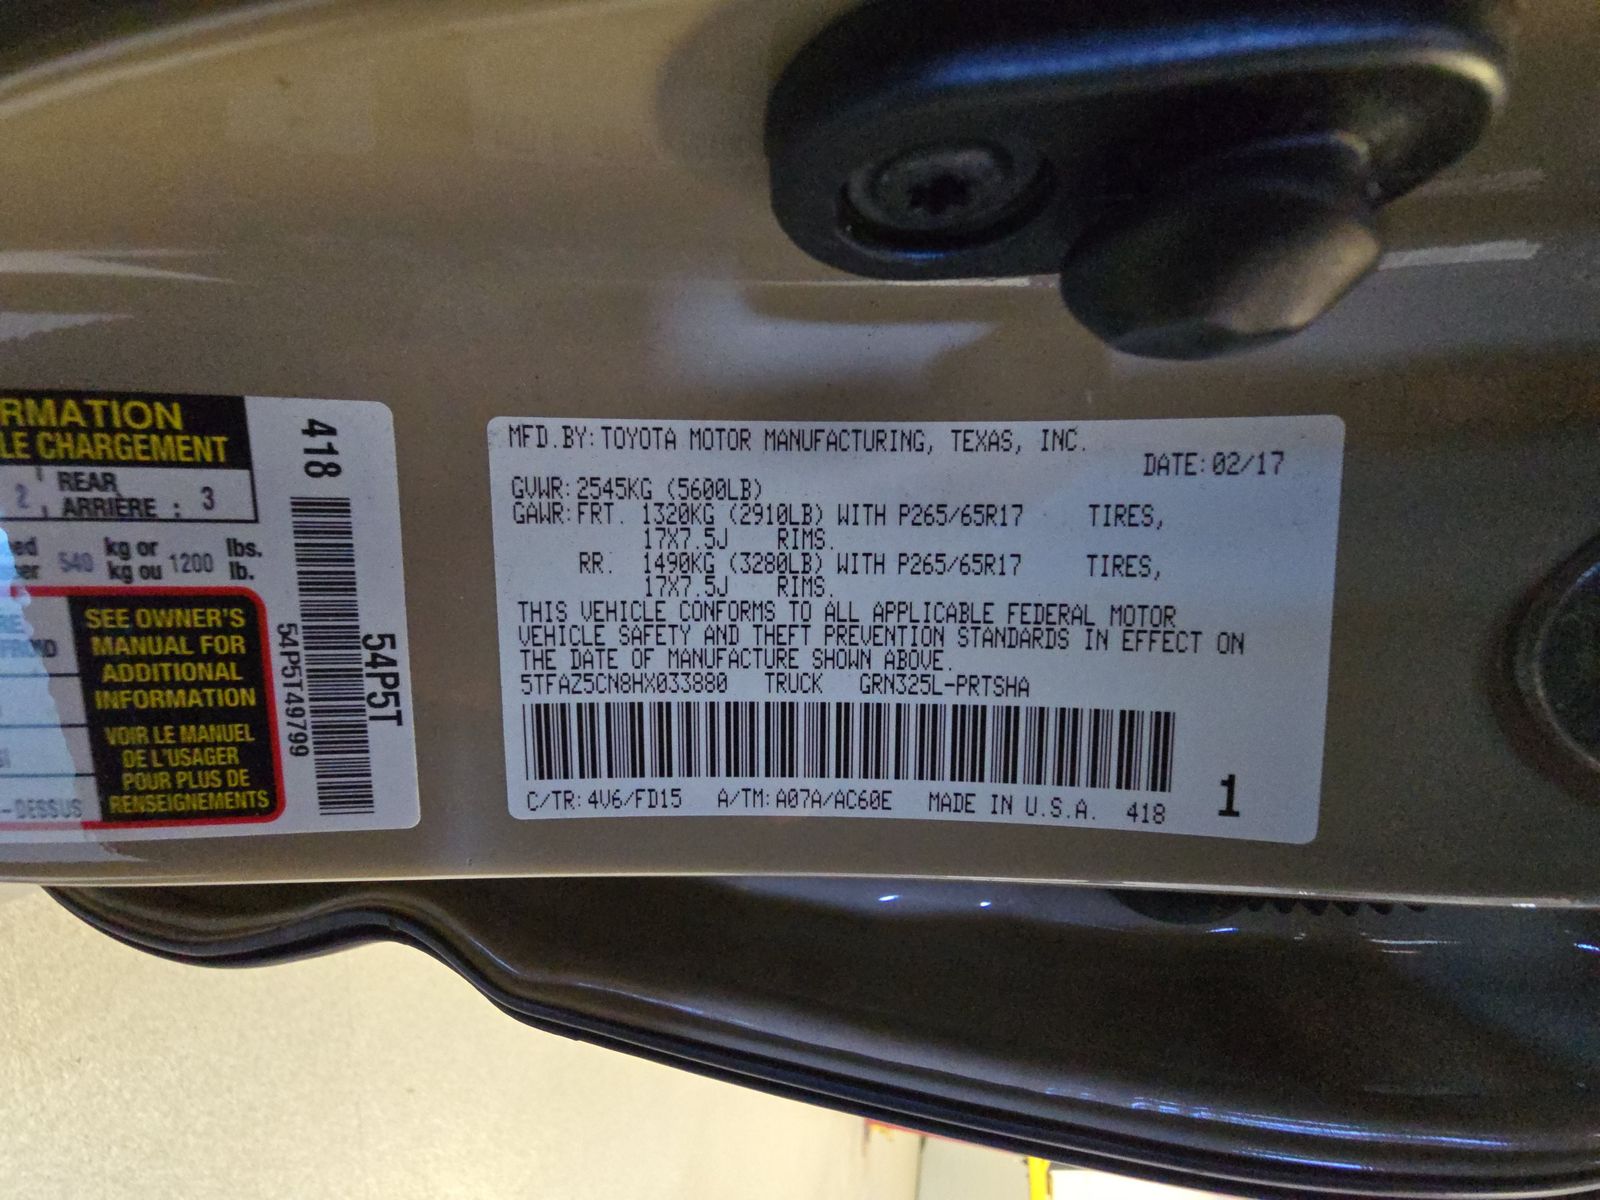 RMATION
LE CHARGEMENT
2 REAR
ARRIÈRE : 3
kg or lbs.
540 kg ou 1200 lb.
SEE OWNER'S
MANUAL FOR
ADDITIONAL
INFORMATION
VOIR LE MANUEL
DE L'USAGER
POUR PLUS DE
RENSEIGNEMENTS
-DESSUS
418
54P5T49799
54P5T
MFD.BY:TOYOTA MOTOR MANUFACTURING, TEXAS, INC.
DATE:02/17
GVWR:2545KG (5600LB)
GAWR:FRT. 1320KG (2910LB) WITH P265/65R17 TIRES,
17X7.5J RIMS.
RR. 1490KG (3280LB) WITH P265/65R17 TIRES,
17X7.5J RIMS.
THIS VEHICLE CONFORMS TO ALL APPLICABLE FEDERAL MOTOR
VEHICLE SAFETY AND THEFT PREVENTION STANDARDS IN EFFECT ON
THE DATE OF MANUFACTURE SHOWN ABOVE.
5TFAZ5CN8HX033880 TRUCK GRN325L-PRTSHA
C/TR:4V6/FD15 A/TM:A07A/AC60E MADE IN U.S.A. 418
1